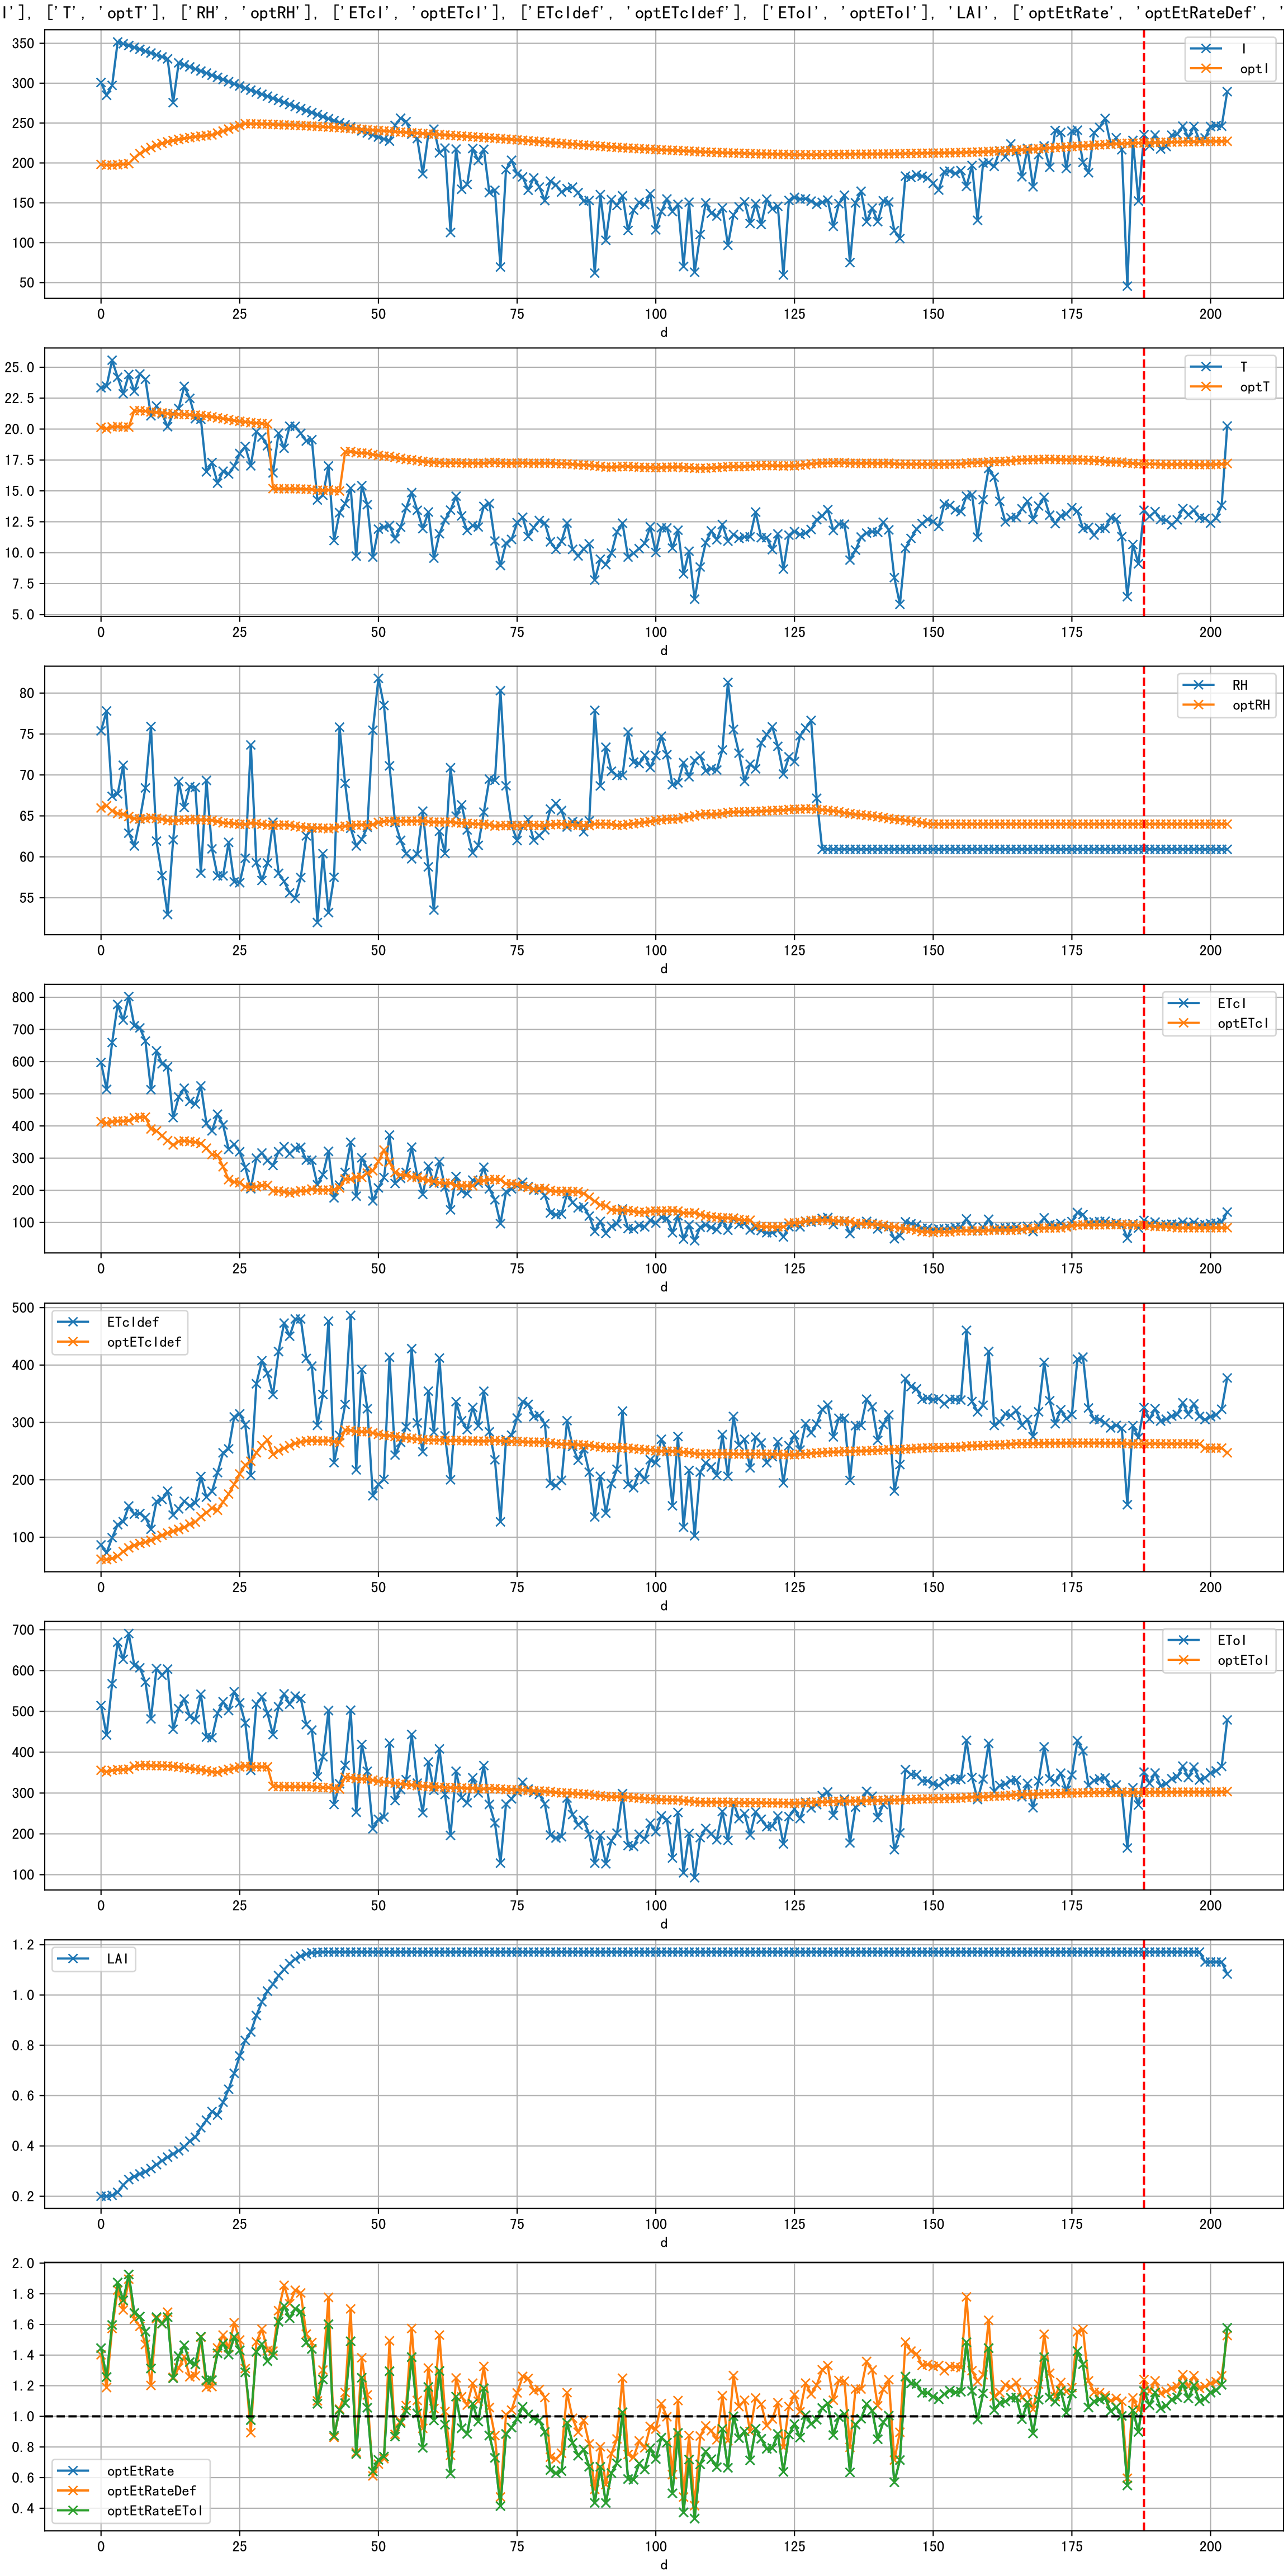 I'], ['T', 'optT'], ['RH', 'optRH'], ['ETcI', 'optETcI'], ['ETcIdef', 'optETcIdef'], ['EToI', 'optEToI'], 'LAI', ['optEtRate', 'optEtRateDef', '
350
300
250
200
150
100
50
I
optI
0 25 50 75 100 125 150 175 200
d
25.0
22.5
20.0
17.5
15.0
12.5
10.0
7.5
5.0
T
optT
0 25 50 75 100 125 150 175 200
d
80
75
70
65
60
55
RH
optRH
0 25 50 75 100 125 150 175 200
d
800
700
600
500
400
300
200
100
ETcI
optETcI
0 25 50 75 100 125 150 175 200
d
500
400
300
200
100
ETcIdef
optETcIdef
0 25 50 75 100 125 150 175 200
d
700
600
500
400
300
200
100
EToI
optEToI
0 25 50 75 100 125 150 175 200
d
1.2
1.0
0.8
0.6
0.4
0.2
LAI
0 25 50 75 100 125 150 175 200
d
2.0
1.8
1.6
1.4
1.2
1.0
0.8
0.6
0.4
optEtRate
optEtRateDef
optEtRateEToI
0 25 50 75 100 125 150 175 200
d